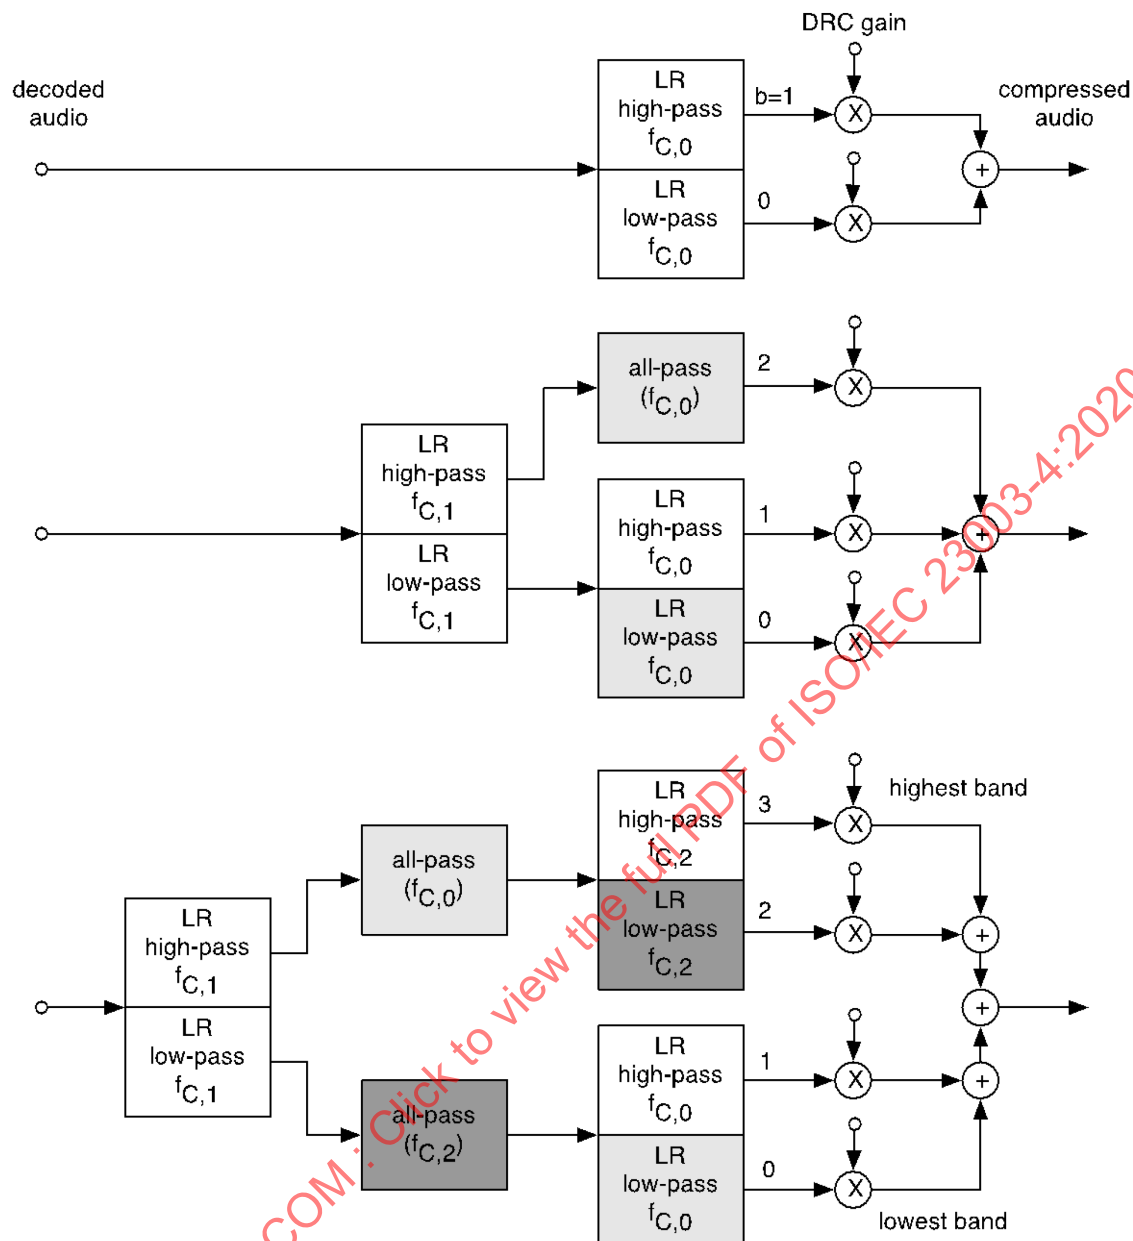 DRC gain
decoded
audio
LR
high-pass
fC,0
b=1
X
compressed
audio
+
LR
low-pass
fC,0
0
X
all-pass
(fC,0)
2
X
LR
high-pass
fC,1
LR
low-pass
fC,1
LR
high-pass
fC,0
1
X
+
LR
low-pass
fC,0
0
X
LR
high-pass
fC,2
3
X
highest band
all-pass
(fC,0)
LR
low-pass
fC,2
2
X
+
LR
high-pass
fC,1
LR
low-pass
fC,1
+
all-pass
(fC,2)
LR
high-pass
fC,0
1
X
+
LR
low-pass
fC,0
0
X
lowest band
COM : Click to view the full PDF of ISO/IEC 23003-4:2020